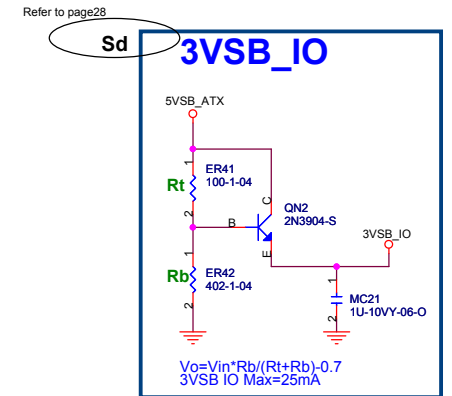 Refer to page28
Sd
3VSB_IO
5VSB_ATX
1
ER41
Rt
100-1-04
2
C
QN2
2N3904-S
B
E
3VSB_IO
1
Rb
ER42
402-1-04
2
1
MC21
1U-10VY-06-O
2
Vo=Vin*Rb/(Rt+Rb)-0.7
3VSB IO Max=25mA